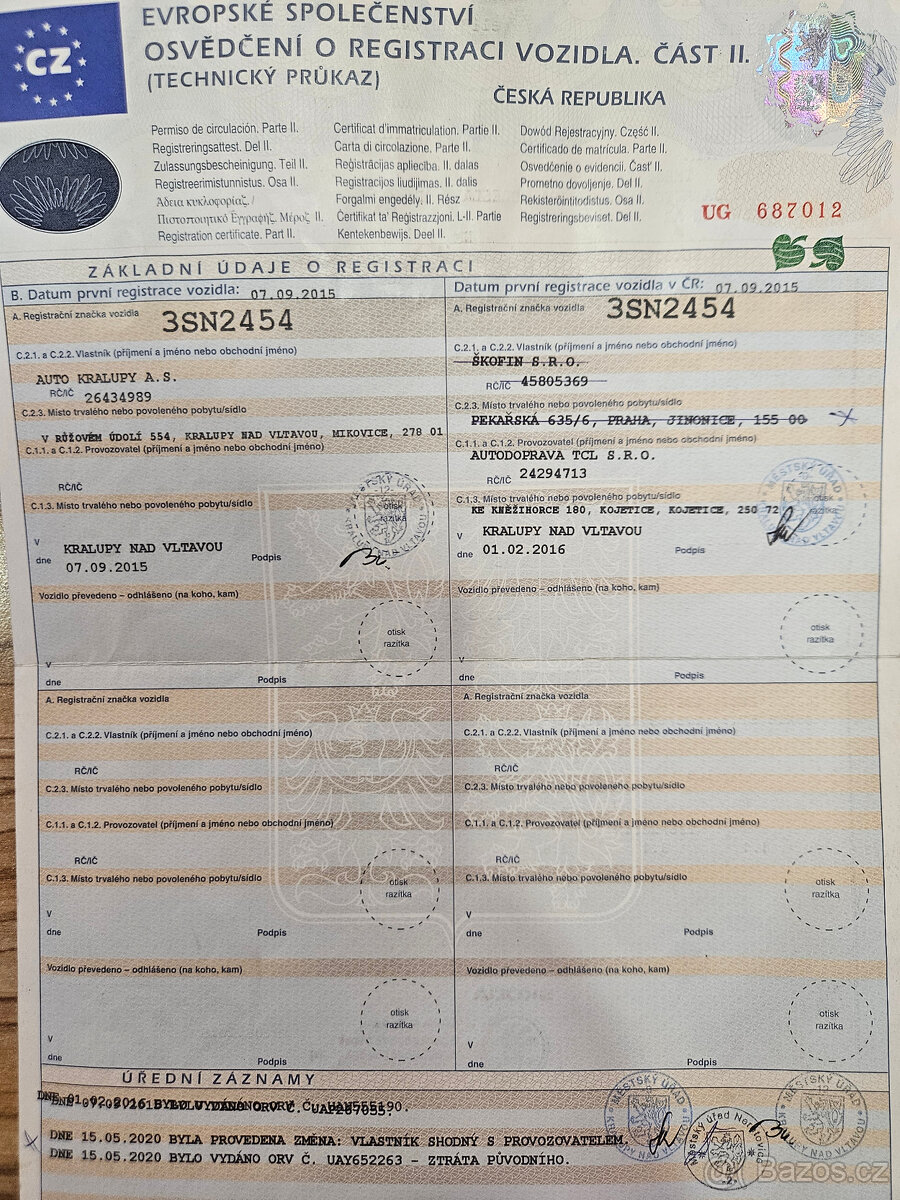 CZ
EVROPSKÉ SPOLEČENSTVÍ
OSVĚDČENÍ O REGISTRACI VOZIDLA. ČÁST II.
(TECHNICKÝ PRŮKAZ)
ČESKÁ REPUBLIKA
Permiso de circulación. Parte II.
Registreringsattest. Del II.
Zulassungsbescheinigung. Teil II.
Registreerimistunnistus. Osa II.
Άδεια κυκλοφορίας /
Πιστοποιητικό Εγγραφής. Μέρος II.
Registration certificate. Part II.
Certificat d'immatriculation. Partie II.
Carta di circolazione. Parte II.
Reģistrācijas apliecība. II. dalas
Registracijos liudijimas. II. dalis
Forgalmi engedély. II. Rész
Certifikat ta' Reġistrazzjoni. L-II. Partie
Kentekenbewijs. Deel II.
Dowód Rejestracyjny. Część II.
Certificado de matrícula. Parte II.
Osvedčenie o evidencii. Časť II.
Prometno dovoljenje. Del II.
Rekisteröintitodistus. Osa II.
Registreringsbeviset. Del II.
UG 687012
ZÁKLADNÍ ÚDAJE O REGISTRACI
B. Datum první registrace vozidla: 07.09.2015
A. Registrační značka vozidla 3SN2454
C.2.1. a C.2.2. Vlastník (příjmení a jméno nebo obchodní jméno)
AUTO KRALUPY A.S.
RČ/IČ 26434989
C.2.3. Místo trvalého nebo povoleného pobytu/sídlo
V RŮŽOVÉM ÚDOLÍ 554, KRALUPY NAD VLTAVOU, MIKOVICE, 278 01
C.1.1. a C.1.2. Provozovatel (příjmení a jméno nebo obchodní jméno)
RČ/IČ
C.1.3. Místo trvalého nebo povoleného pobytu/sídlo
otisk
razítka
V KRALUPY NAD VLTAVOU
dne 07.09.2015 Podpis
Vozidlo převedeno – odhlášeno (na koho, kam)
otisk
razítka
V
dne Podpis
Datum první registrace vozidla v ČR: 07.09.2015
A. Registrační značka vozidla 3SN2454
C.2.1. a C.2.2. Vlastník (příjmení a jméno nebo obchodní jméno)
ŠKOFIN S.R.O.
RČ/IČ 45805369
C.2.3. Místo trvalého nebo povoleného pobytu/sídlo
PEKAŘSKÁ 635/6, PRAHA, JINONICE, 155 00
C.1.1. a C.1.2. Provozovatel (příjmení a jméno nebo obchodní jméno)
AUTODOPRAVA TCL S.R.O.
RČ/IČ 24294713
C.1.3. Místo trvalého nebo povoleného pobytu/sídlo
KE KNĚŽIHORCE 180, KOJETICE, KOJETICE, 250 72
otisk
razítka
V KRALUPY NAD VLTAVOU
dne 01.02.2016 Podpis
Vozidlo převedeno – odhlášeno (na koho, kam)
otisk
razítka
V
dne Podpis
A. Registrační značka vozidla
C.2.1. a C.2.2. Vlastník (příjmení a jméno nebo obchodní jméno)
RČ/IČ
C.2.3. Místo trvalého nebo povoleného pobytu/sídlo
C.1.1. a C.1.2. Provozovatel (příjmení a jméno nebo obchodní jméno)
RČ/IČ
C.1.3. Místo trvalého nebo povoleného pobytu/sídlo
otisk
razítka
V
dne Podpis
Vozidlo převedeno – odhlášeno (na koho, kam)
otisk
razítka
V
dne Podpis
A. Registrační značka vozidla
C.2.1. a C.2.2. Vlastník (příjmení a jméno nebo obchodní jméno)
RČ/IČ
C.2.3. Místo trvalého nebo povoleného pobytu/sídlo
C.1.1. a C.1.2. Provozovatel (příjmení a jméno nebo obchodní jméno)
RČ/IČ
C.1.3. Místo trvalého nebo povoleného pobytu/sídlo
otisk
razítka
V
dne Podpis
Vozidlo převedeno – odhlášeno (na koho, kam)
otisk
razítka
V
dne Podpis
ÚŘEDNÍ ZÁZNAMY
DNE 01.02.2016 BYLO VYDÁNO ORV Č.
DNE 15.05.2020 BYLA PROVEDENA ZMĚNA: VLASTNÍK SHODNÝ S PROVOZOVATELEM.
DNE 15.05.2020 BYLO VYDÁNO ORV Č. UAY652263 - ZTRÁTA PŮVODNÍHO.
MĚSTSKÝ ÚŘAD
KRALUPY NAD VLTAVOU
Bazos.cz